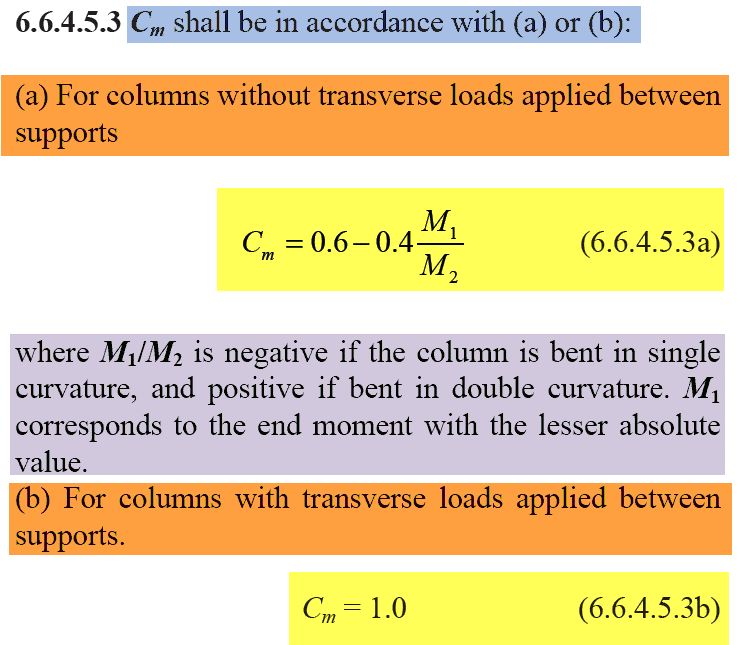 6.6.4.5.3 Cm shall be in accordance with (a) or (b):
(a) For columns without transverse loads applied between
supports
Cm = 0.6 – 0.4 M1/M2 (6.6.4.5.3a)
where M1/M2 is negative if the column is bent in single
curvature, and positive if bent in double curvature. M1
corresponds to the end moment with the lesser absolute
value.
(b) For columns with transverse loads applied between
supports.
Cm = 1.0 (6.6.4.5.3b)